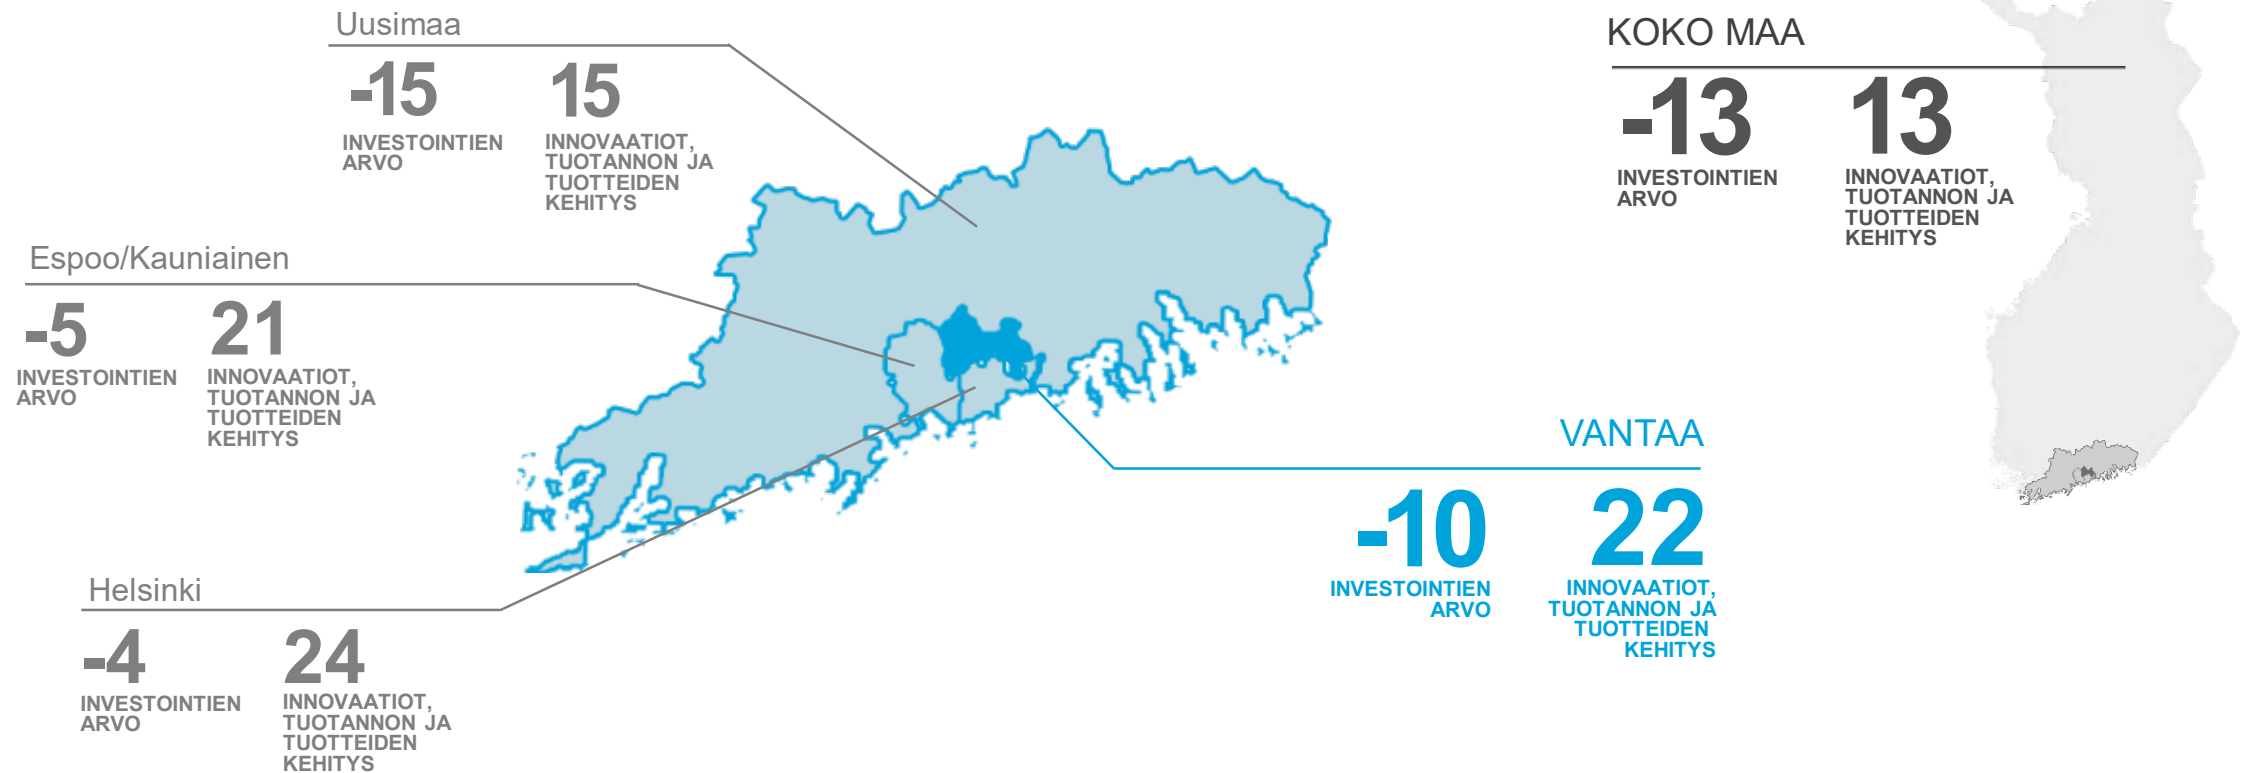 Uusimaa
-15
INVESTOINTIEN
ARVO
15
INNOVAATIOT,
TUOTANNON JA
TUOTTEIDEN
KEHITYS
KOKO MAA
-13
INVESTOINTIEN
ARVO
13
INNOVAATIOT,
TUOTANNON JA
TUOTTEIDEN
KEHITYS
Espoo/Kauniainen
-5
INVESTOINTIEN
ARVO
21
INNOVAATIOT,
TUOTANNON JA
TUOTTEIDEN
KEHITYS
VANTAA
-10
INVESTOINTIEN
ARVO
22
INNOVAATIOT,
TUOTANNON JA
TUOTTEIDEN
KEHITYS
Helsinki
-4
INVESTOINTIEN
ARVO
24
INNOVAATIOT,
TUOTANNON JA
TUOTTEIDEN
KEHITYS